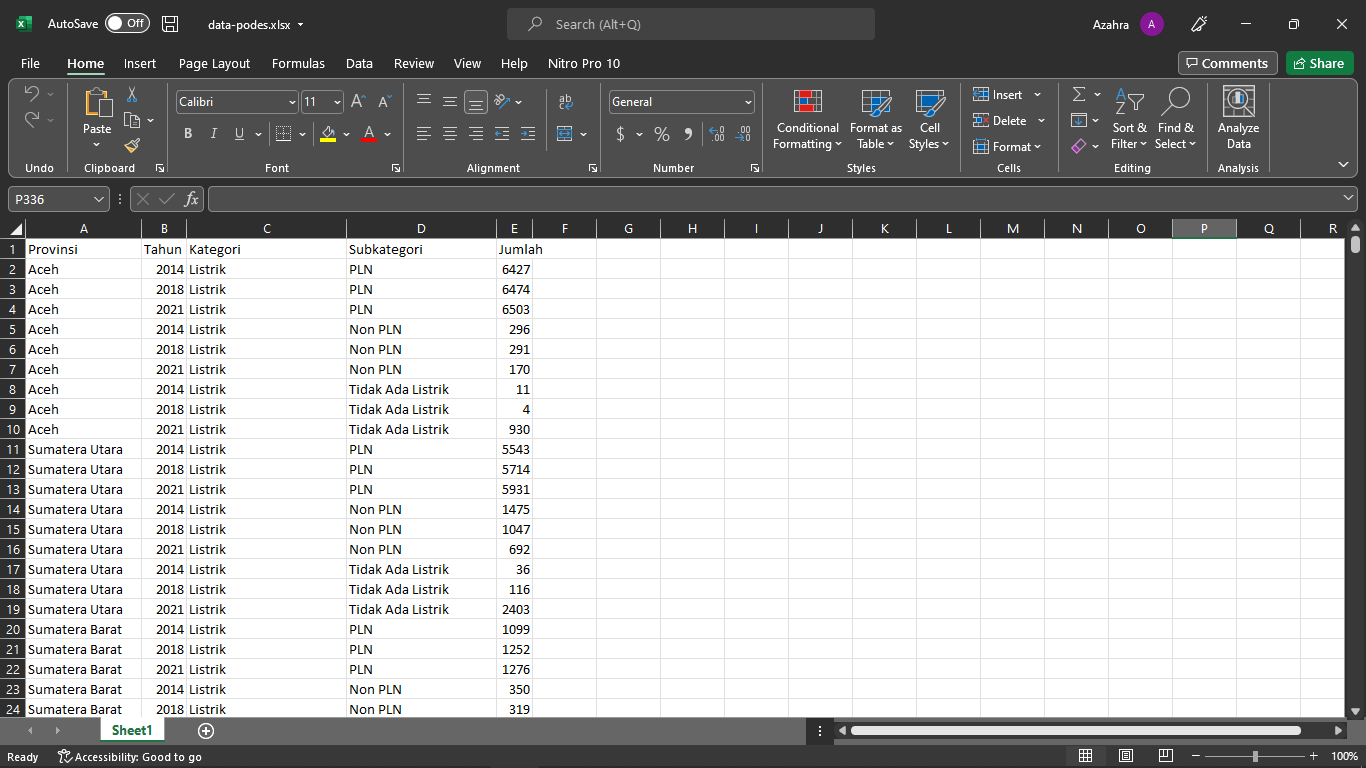 AutoSave Off data-podes.xlsx Search (Alt+Q) Azahra A
File Home Insert Page Layout Formulas Data Review View Help Nitro Pro 10 Comments Share
Calibri 11 General
Paste
B I U A $ %
Conditional Formatting Format as Table Cell Styles
Insert
Delete
Format
Sort & Filter Find & Select
Analyze Data
Undo Clipboard Font Alignment Number Styles Cells Editing Analysis
P336 fx
A B C D E F G H I J K L M N O P Q R
1 Provinsi Tahun Kategori Subkategori Jumlah
2 Aceh 2014 Listrik PLN 6427
3 Aceh 2018 Listrik PLN 6474
4 Aceh 2021 Listrik PLN 6503
5 Aceh 2014 Listrik Non PLN 296
6 Aceh 2018 Listrik Non PLN 291
7 Aceh 2021 Listrik Non PLN 170
8 Aceh 2014 Listrik Tidak Ada Listrik 11
9 Aceh 2018 Listrik Tidak Ada Listrik 4
10 Aceh 2021 Listrik Tidak Ada Listrik 930
11 Sumatera Utara 2014 Listrik PLN 5543
12 Sumatera Utara 2018 Listrik PLN 5714
13 Sumatera Utara 2021 Listrik PLN 5931
14 Sumatera Utara 2014 Listrik Non PLN 1475
15 Sumatera Utara 2018 Listrik Non PLN 1047
16 Sumatera Utara 2021 Listrik Non PLN 692
17 Sumatera Utara 2014 Listrik Tidak Ada Listrik 36
18 Sumatera Utara 2018 Listrik Tidak Ada Listrik 116
19 Sumatera Utara 2021 Listrik Tidak Ada Listrik 2403
20 Sumatera Barat 2014 Listrik PLN 1099
21 Sumatera Barat 2018 Listrik PLN 1252
22 Sumatera Barat 2021 Listrik PLN 1276
23 Sumatera Barat 2014 Listrik Non PLN 350
24 Sumatera Barat 2018 Listrik Non PLN 319
Sheet1
Ready Accessibility: Good to go 100%